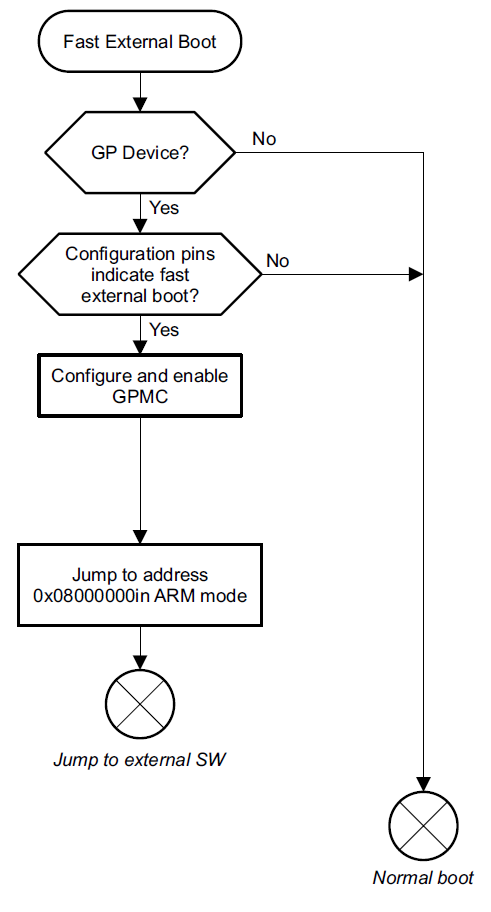 Fast External Boot
GP Device?
No
Yes
Configuration pins
indicate fast
external boot?
No
Yes
Configure and enable
GPMC
Jump to address
0x08000000in ARM mode
Jump to external SW
Normal boot